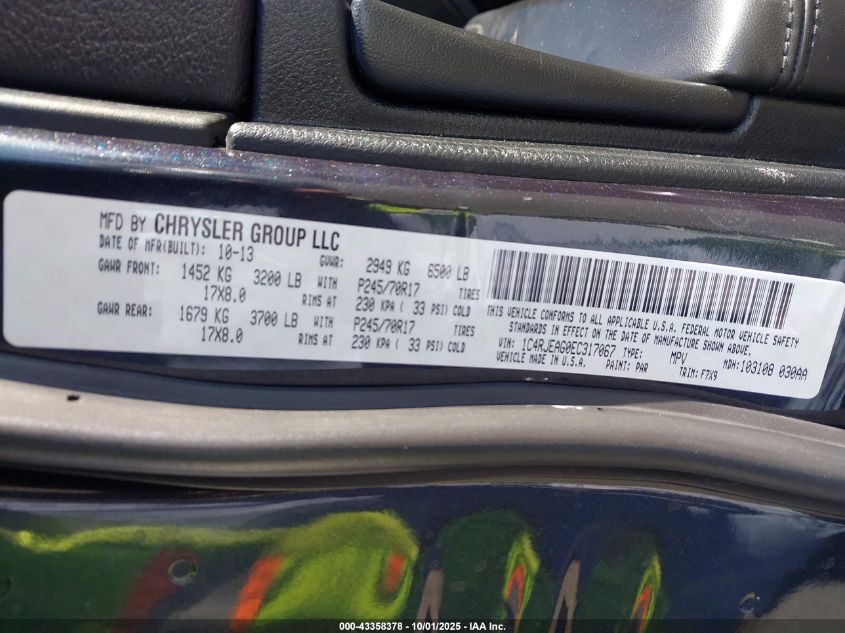 MFD BY CHRYSLER GROUP LLC
DATE OF MFR(BUILT): 10-13 GVWR: 2949 KG 6500 LB
GAWR FRONT: 1452 KG 3200 LB WITH P245/70R17 TIRES
17X8.0 RIMS AT 230 KPA ( 33 PSI) COLD
GAWR REAR: 1679 KG 3700 LB WITH P245/70R17 TIRES
17X8.0 RIMS AT 230 KPA ( 33 PSI) COLD
THIS VEHICLE CONFORMS TO ALL APPLICABLE U.S.A. FEDERAL MOTOR VEHICLE SAFETY
STANDARDS IN EFFECT ON THE DATE OF MANUFACTURE SHOWN ABOVE.
VIN: 1C4RJEAG0EC317067 TYPE: MPV MDH: 103108 030AA
VEHICLE MADE IN U.S.A. PAINT: PAR TRIM: F7X9
000-43358378 - 10/01/2025 - IAA Inc.